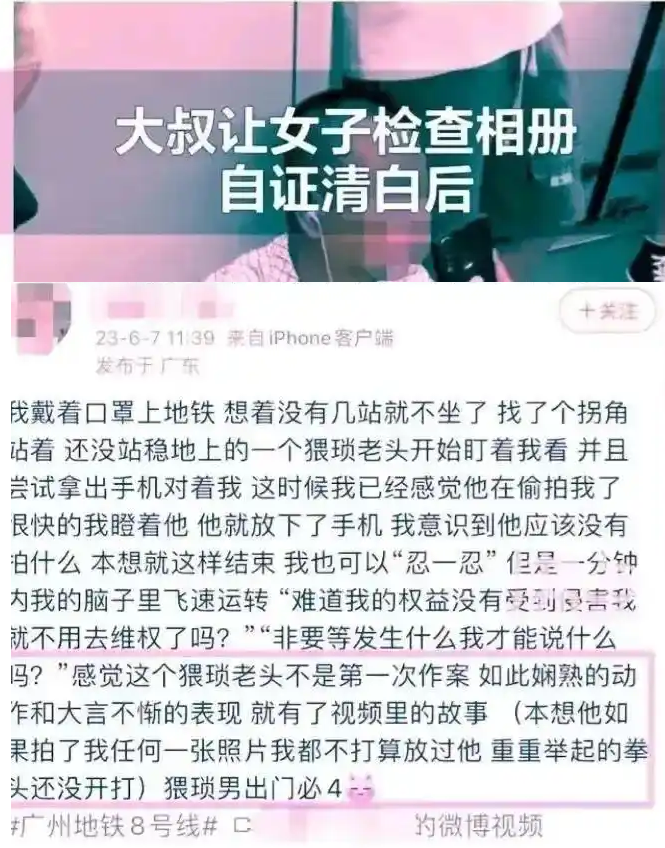 大叔让女子检查相册
自证清白后
+关注
23-6-7 11:39 来自iPhone客户端
发布于 广东
我戴着口罩上地铁 想着没有几站就不坐了 找了个拐角
站着 还没站稳地上的一个猥琐老头开始盯着我看 并且
尝试拿出手机对着我 这时候我已经感觉他在偷拍我了
很快的我瞪着他 他就放下了手机 我意识到他应该没有
拍什么 本想就这样结束 我也可以“忍一忍” 但是一分钟
内我的脑子里飞速运转 “难道我的权益没有受到侵害我
就不用去维权了吗？”“非要等发生什么我才能说什么
吗？”感觉这个猥琐老头不是第一次作案 如此娴熟的动
作和大言不惭的表现 就有了视频里的故事 （本想他如
果拍了我任何一张照片我都不打算放过他 重重举起的拳
头还没开打）猥琐男出门必4
#广州地铁8号线# 的微博视频